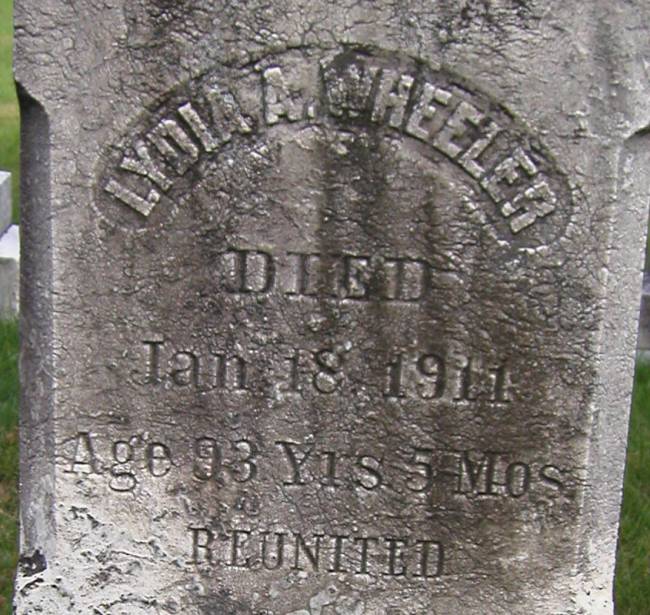 LYDIA A. WHEELER
DIED
Jan 18 1911
Age 93 Yrs 5 Mos
REUNITED